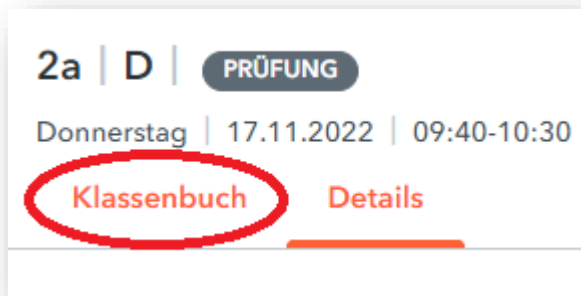 2a | D | PRÜFUNG
Donnerstag | 17.11.2022 | 09:40-10:30
Klassenbuch Details